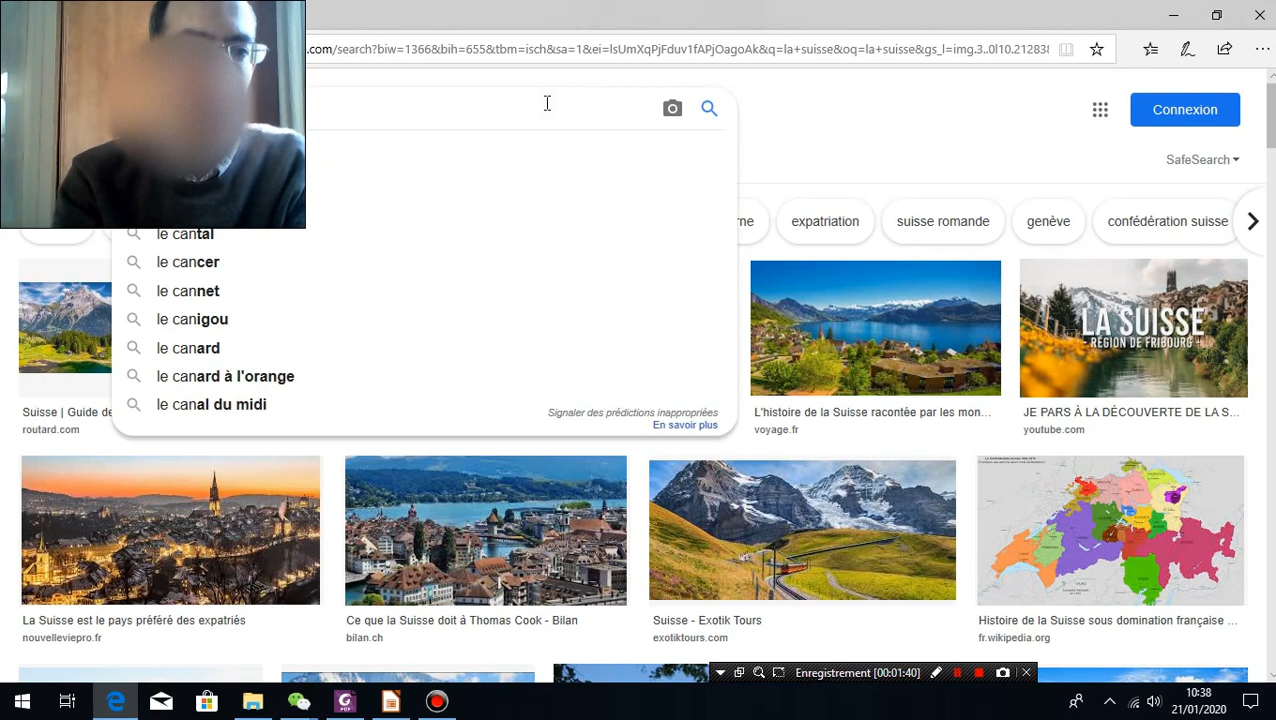 .com/search?biw=1366&bih=655&tbm=isch&sa=1&ei=lsUmXqPjFduv1fAPjOagoAk&q=la+suisse&oq=la+suisse&gs_l=img.3..0l10.212838
Connexion
SafeSearch
rne
expatriation
suisse romande
genève
confédération suisse
le cantal
le cancer
le cannet
le canigou
le canard
le canard à l'orange
le canal du midi
Signaler des prédictions inappropriées
En savoir plus
LA SUISSE
- RÉGION DE FRIBOURG -
Suisse | Guide de
routard.com
L'histoire de la Suisse racontée par les mon...
voyage.fr
JE PARS À LA DÉCOUVERTE DE LA S...
youtube.com
La Suisse est le pays préféré des expatriés
nouvelleviepro.fr
Ce que la Suisse doit à Thomas Cook - Bilan
bilan.ch
Suisse - Exotik Tours
exotiktours.com
Histoire de la Suisse sous domination française ...
fr.wikipedia.org
Enregistrement [00:01:40]
10:38
21/01/2020